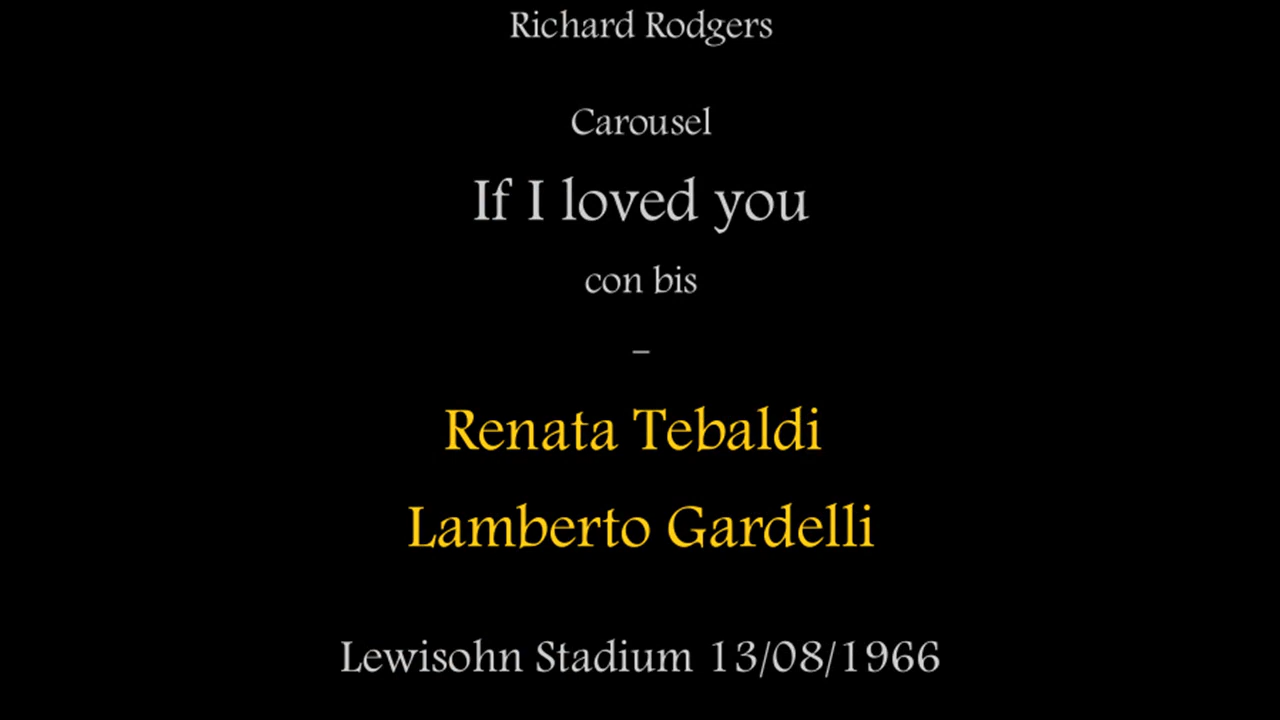 Richard Rodgers
Carousel
If I loved you
con bis
–
Renata Tebaldi
Lamberto Gardelli
Lewisohn Stadium 13/08/1966